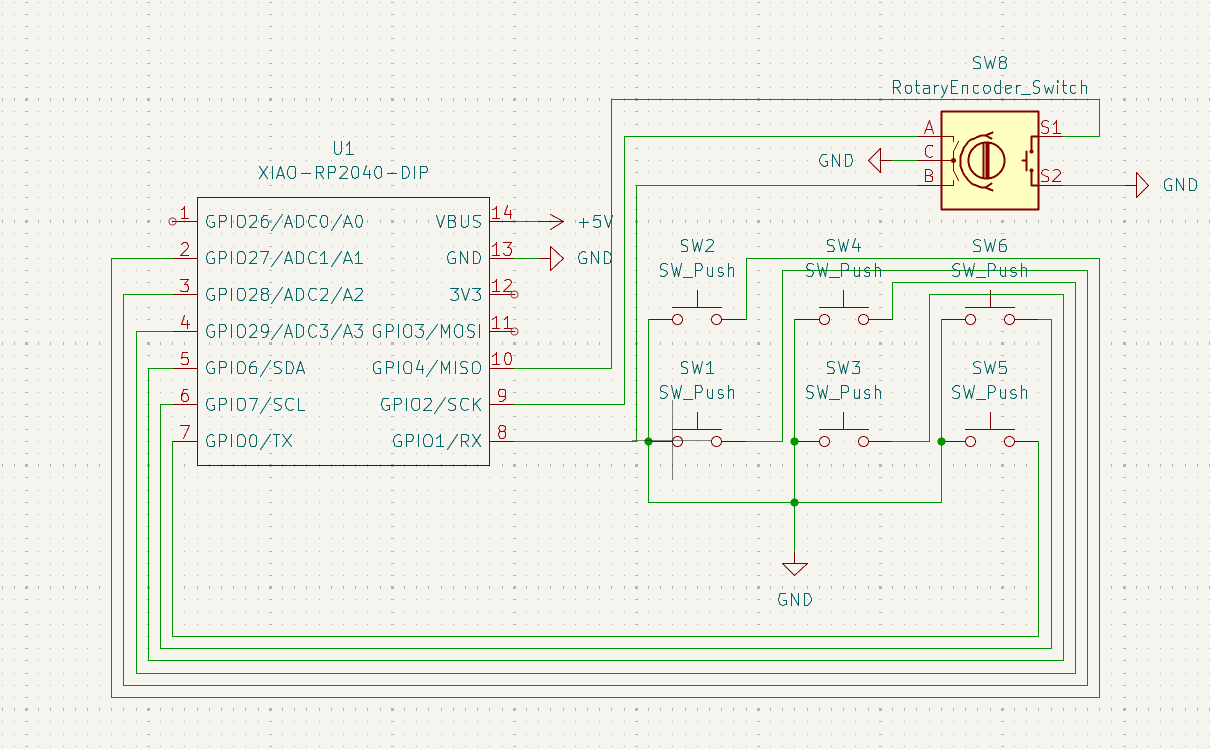 SW8
RotaryEncoder_Switch
A
S1
C
GND
B
S2
GND
U1
XIAO-RP2040-DIP
1
GPIO26/ADC0/A0
VBUS
14
+5V
2
GPIO27/ADC1/A1
GND
13
GND
3
GPIO28/ADC2/A2
3V3
12
4
GPIO29/ADC3/A3
GPIO3/MOSI
11
5
GPIO6/SDA
GPIO4/MISO
10
6
GPIO7/SCL
GPIO2/SCK
9
7
GPIO0/TX
GPIO1/RX
8
SW2
SW_Push
SW4
SW_Push
SW6
SW_Push
SW1
SW_Push
SW3
SW_Push
SW5
SW_Push
GND